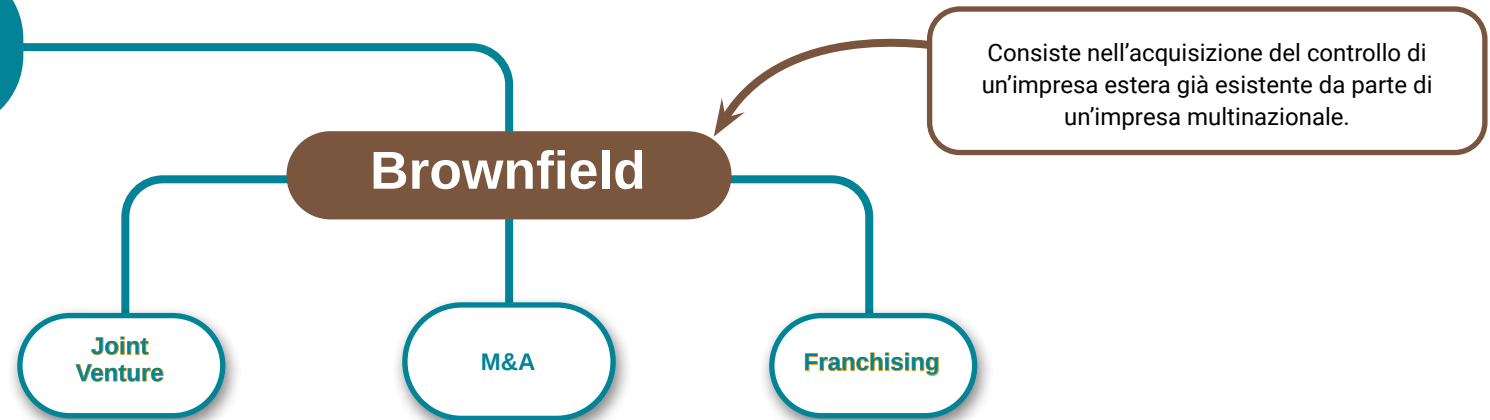 Consiste nell’acquisizione del controllo di
un’impresa estera già esistente da parte di
un’impresa multinazionale.
Brownfield
Joint
Venture
M&A
Franchising